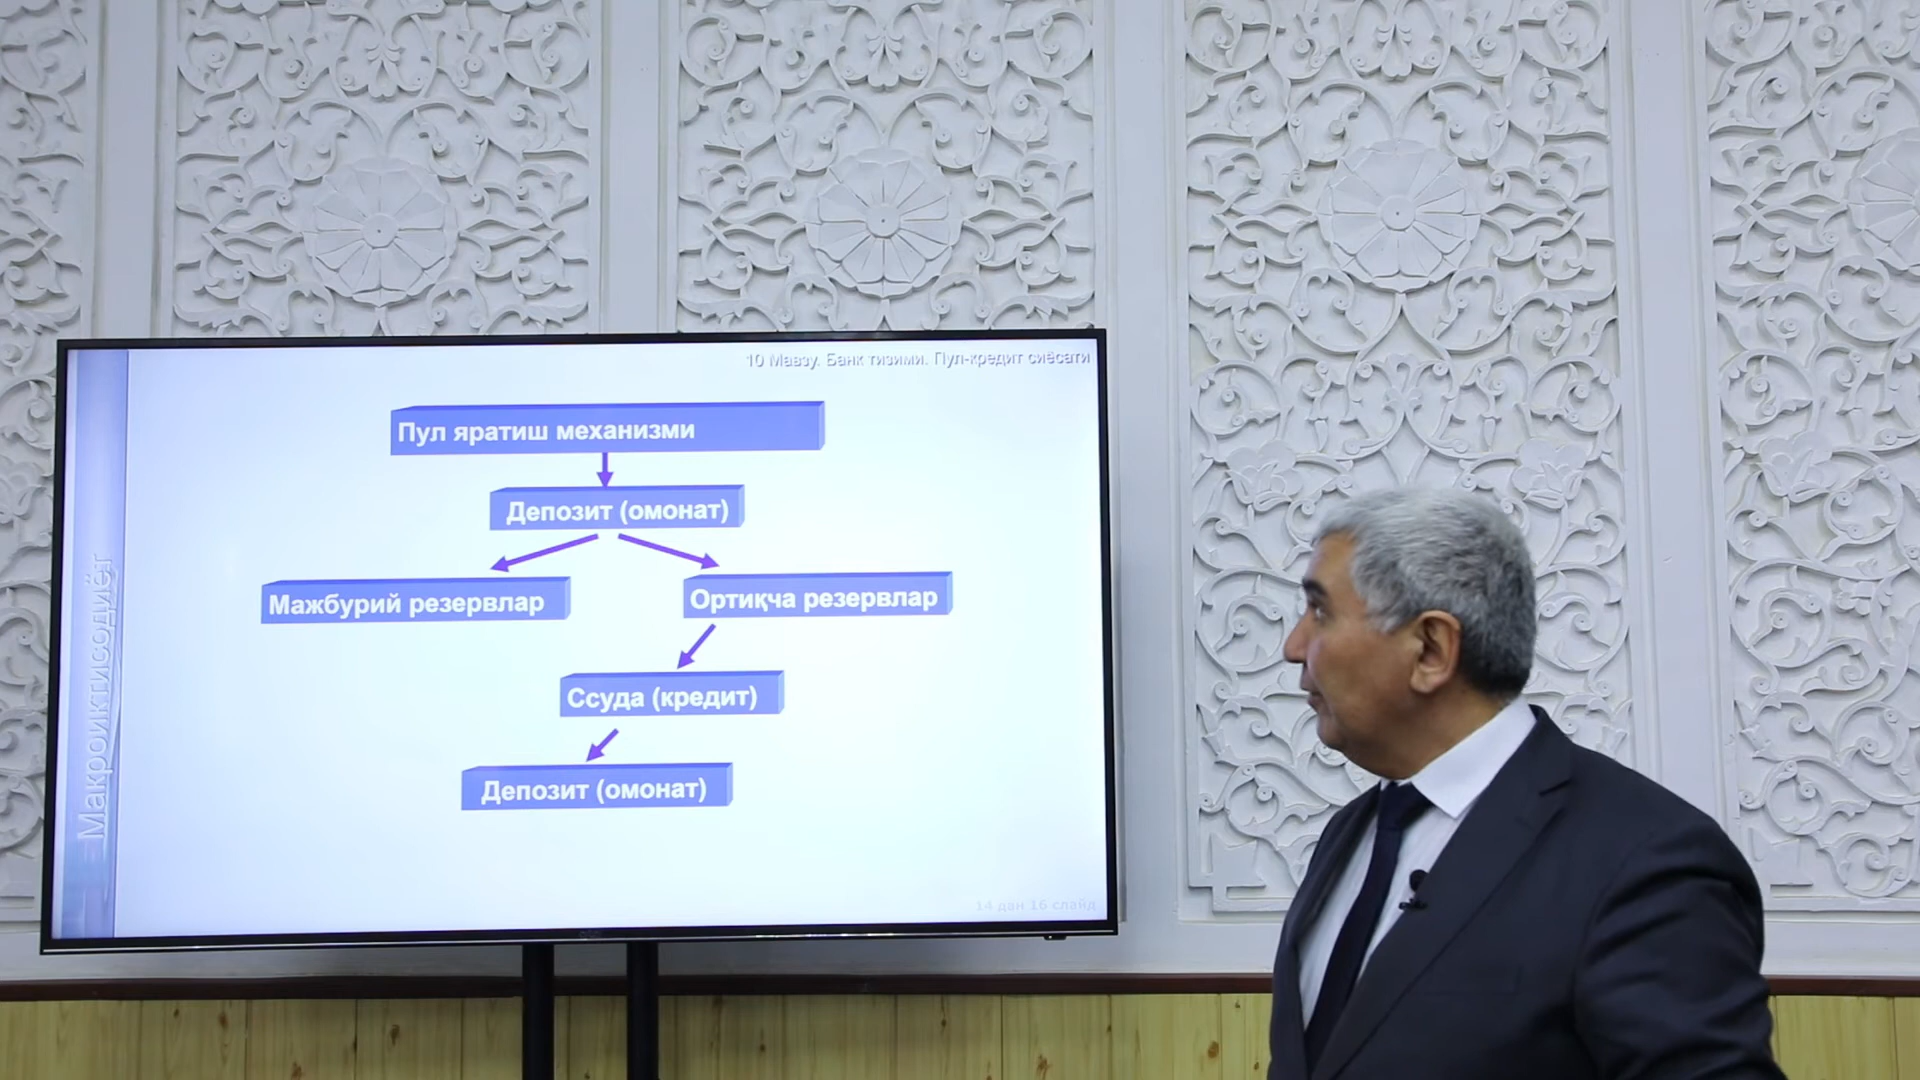 10 Мавзу. Банк тизими. Пул-кредит сиёсати
Пул яратиш механизми
Депозит (омонат)
Мажбурий резервлар
Ортиқча резервлар
Ссуда (кредит)
Депозит (омонат)
Макроиктисодиёт
14 дан 16 слайд